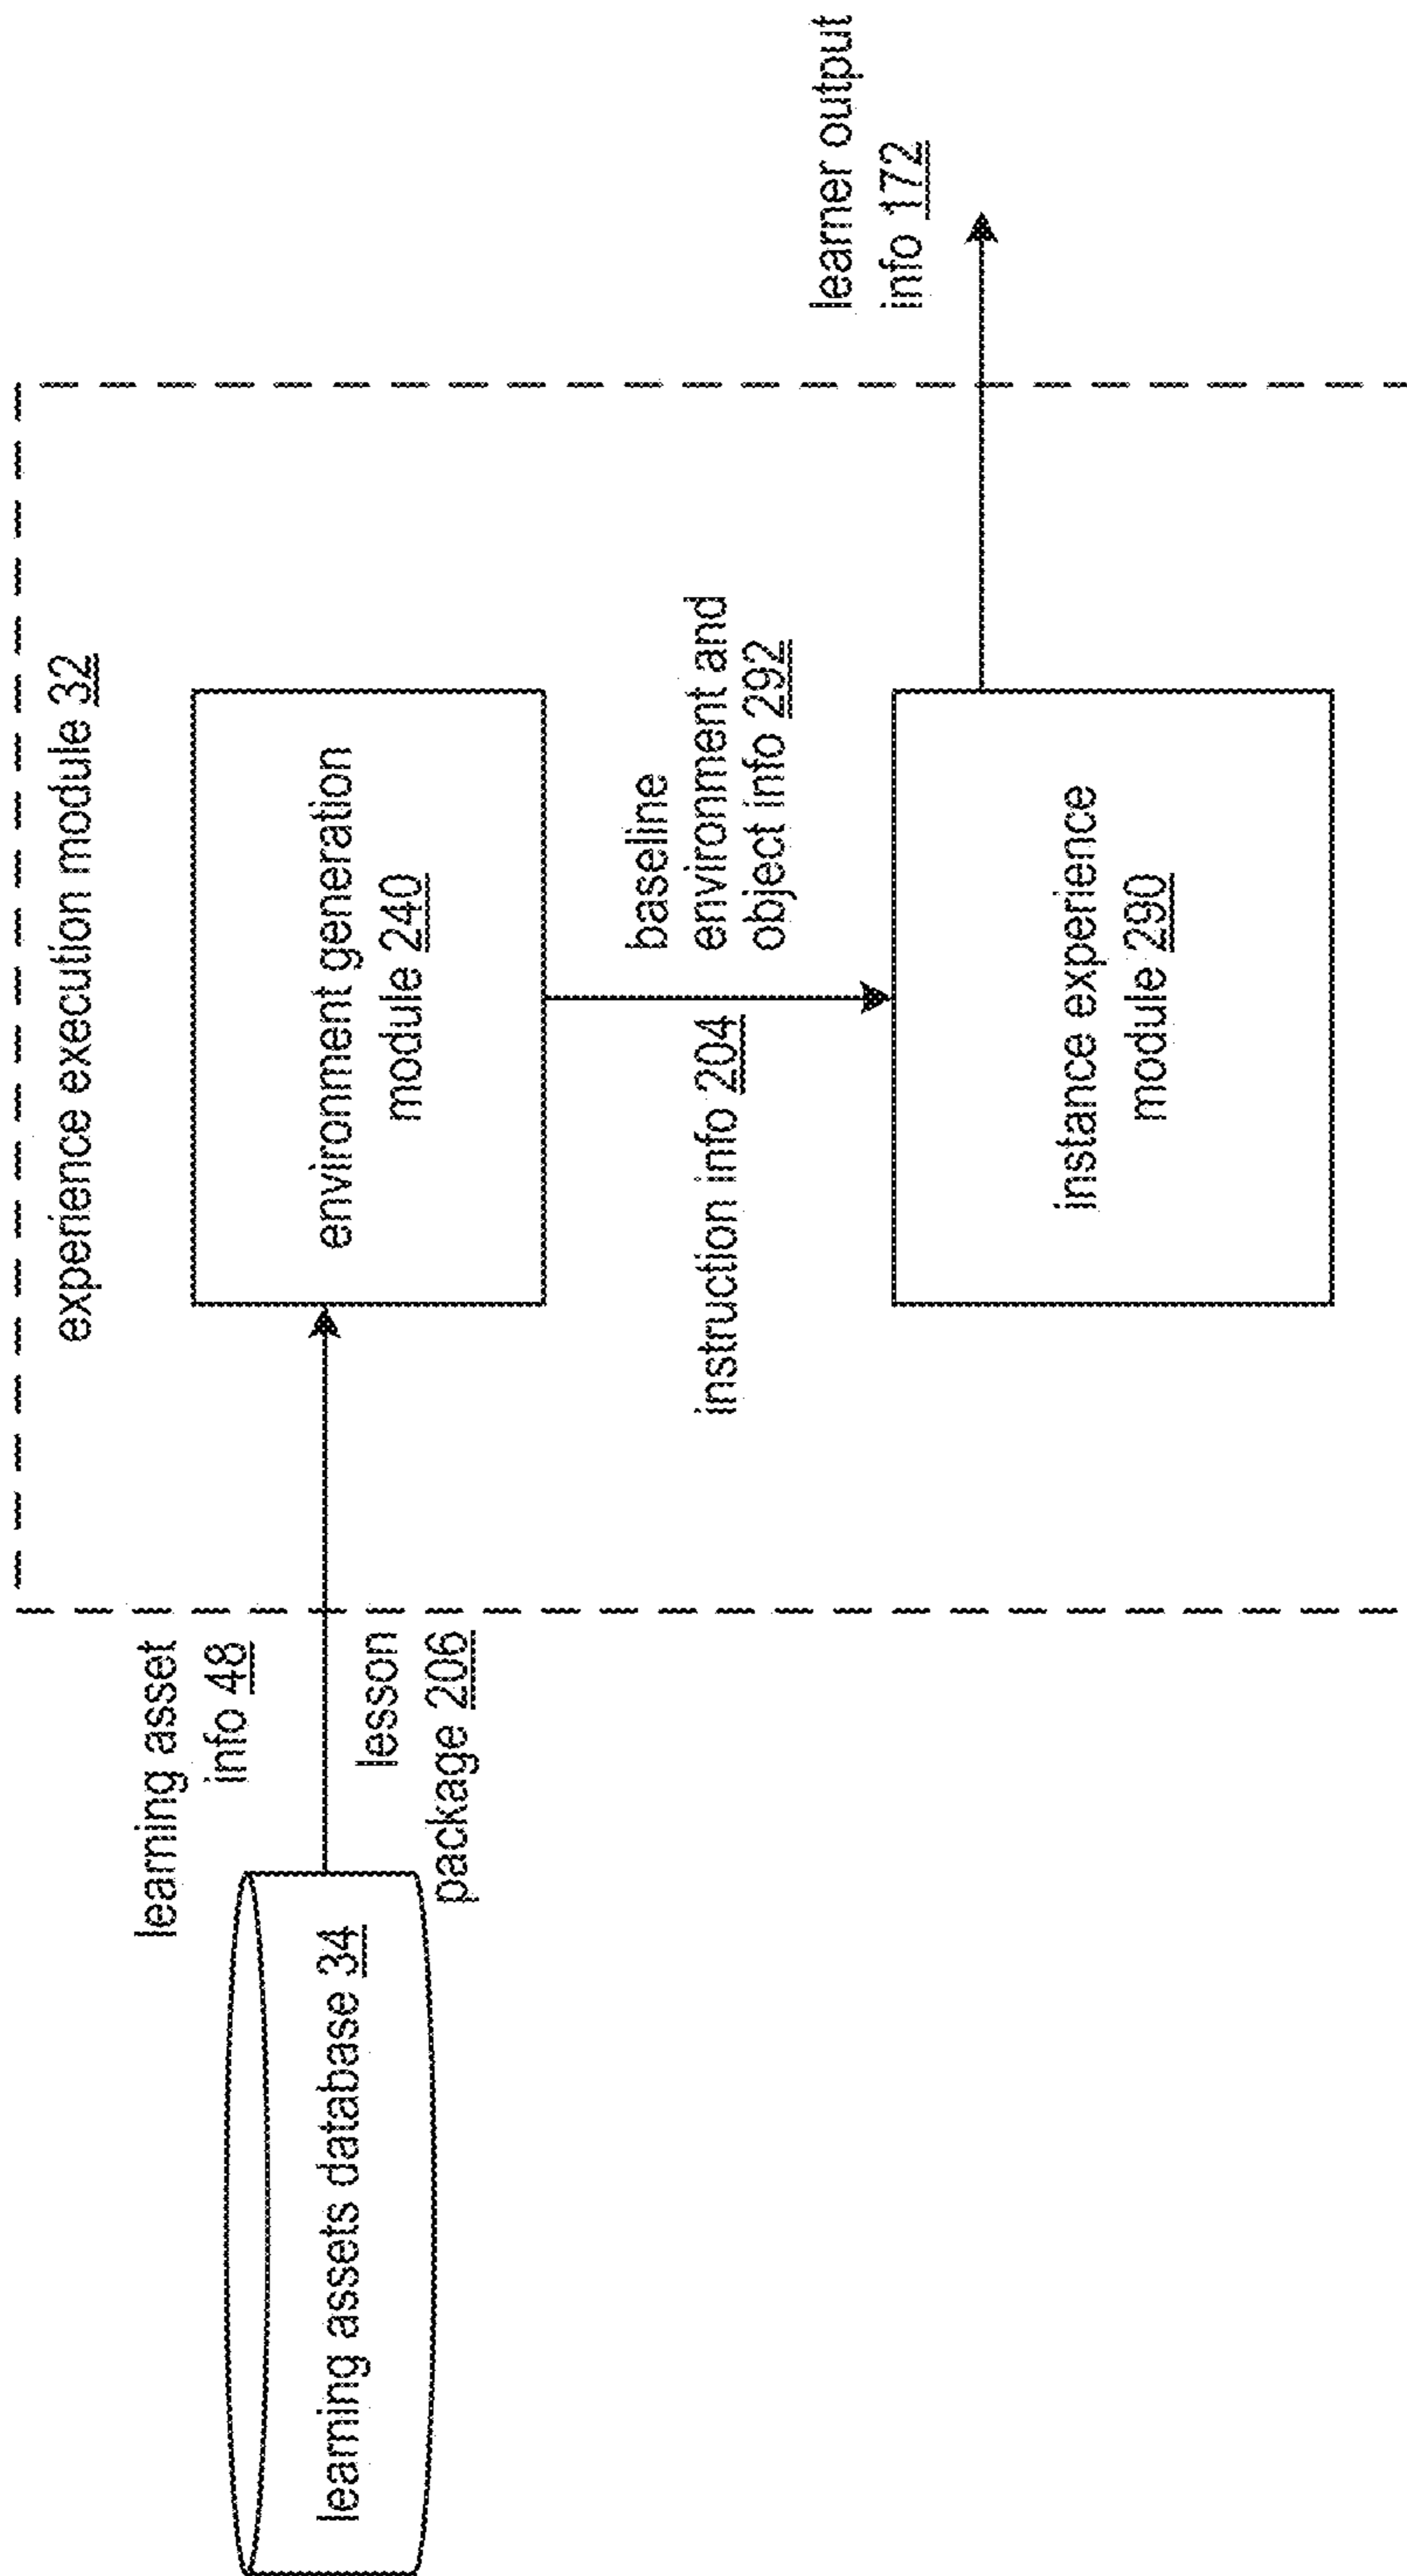 experience execution module 32
learning asset
info 48
lesson
package 206
learning assets database 34
environment generation
module 240
instruction info 204
baseline
environment and
object info 292
instance experience
module 290
learner output
info 172